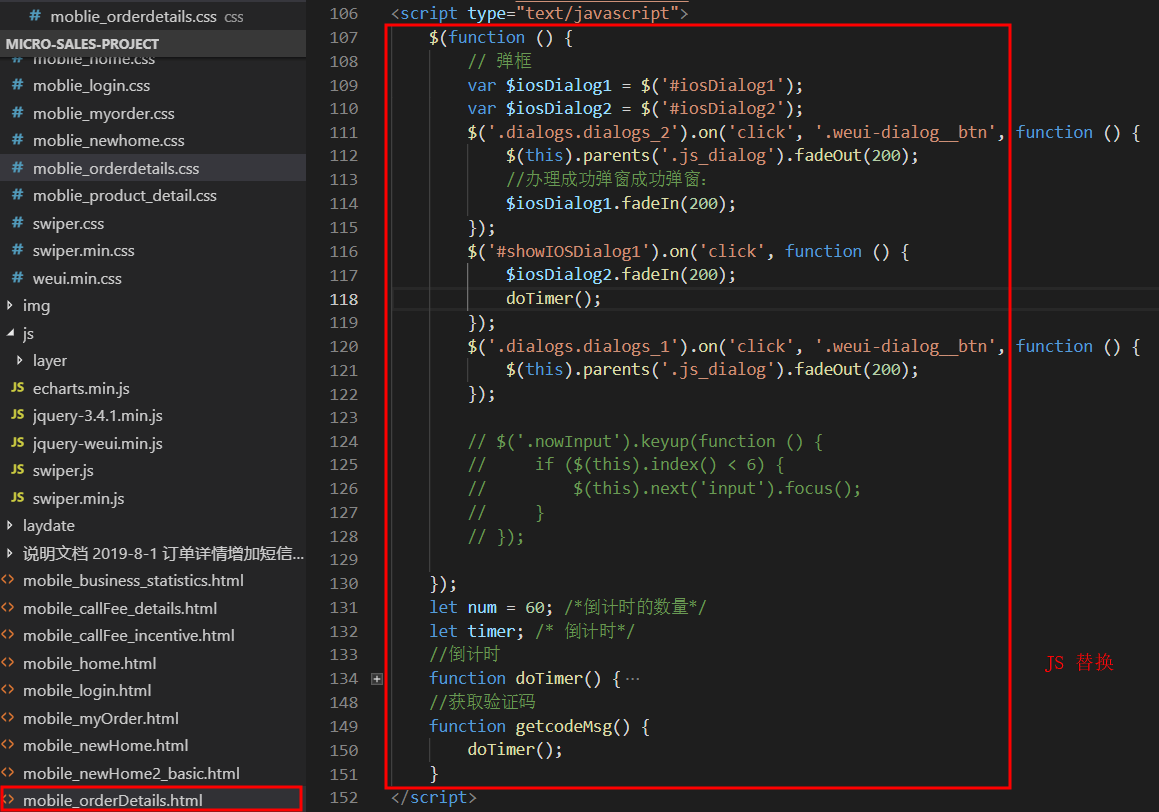 # moblie_orderdetails.css css
MICRO-SALES-PROJECT
# moblie_home.css
# moblie_login.css
# moblie_myorder.css
# moblie_newhome.css
# moblie_orderdetails.css
# moblie_product_detail.css
# swiper.css
# swiper.min.css
# weui.min.css
img
js
layer
JS echarts.min.js
JS jquery-3.4.1.min.js
JS jquery-weui.min.js
JS swiper.js
JS swiper.min.js
laydate
说明文档 2019-8-1 订单详情增加短信...
<> mobile_business_statistics.html
<> mobile_callFee_details.html
<> mobile_callFee_incentive.html
<> mobile_home.html
<> mobile_login.html
<> mobile_myOrder.html
<> mobile_newHome.html
<> mobile_newHome2_basic.html
<> mobile_orderDetails.html
106 <script type="text/javascript">
107 $(function () {
108 // 弹框
109 var $iosDialog1 = $('#iosDialog1');
110 var $iosDialog2 = $('#iosDialog2');
111 $('.dialogs.dialogs_2').on('click', '.weui-dialog__btn', function () {
112 $(this).parents('.js_dialog').fadeOut(200);
113 //办理成功弹窗成功弹窗:
114 $iosDialog1.fadeIn(200);
115 });
116 $('#showIOSDialog1').on('click', function () {
117 $iosDialog2.fadeIn(200);
118 doTimer();
119 });
120 $('.dialogs.dialogs_1').on('click', '.weui-dialog__btn', function () {
121 $(this).parents('.js_dialog').fadeOut(200);
122 });
123
124 // $('.nowInput').keyup(function () {
125 // if ($(this).index() < 6) {
126 // $(this).next('input').focus();
127 // }
128 // });
129
130 });
131 let num = 60; /*倒计时的数量*/
132 let timer; /* 倒计时*/
133 //倒计时
134 function doTimer() {···
148 //获取验证码
149 function getcodeMsg() {
150 doTimer();
151 }
152 </script>
JS 替换